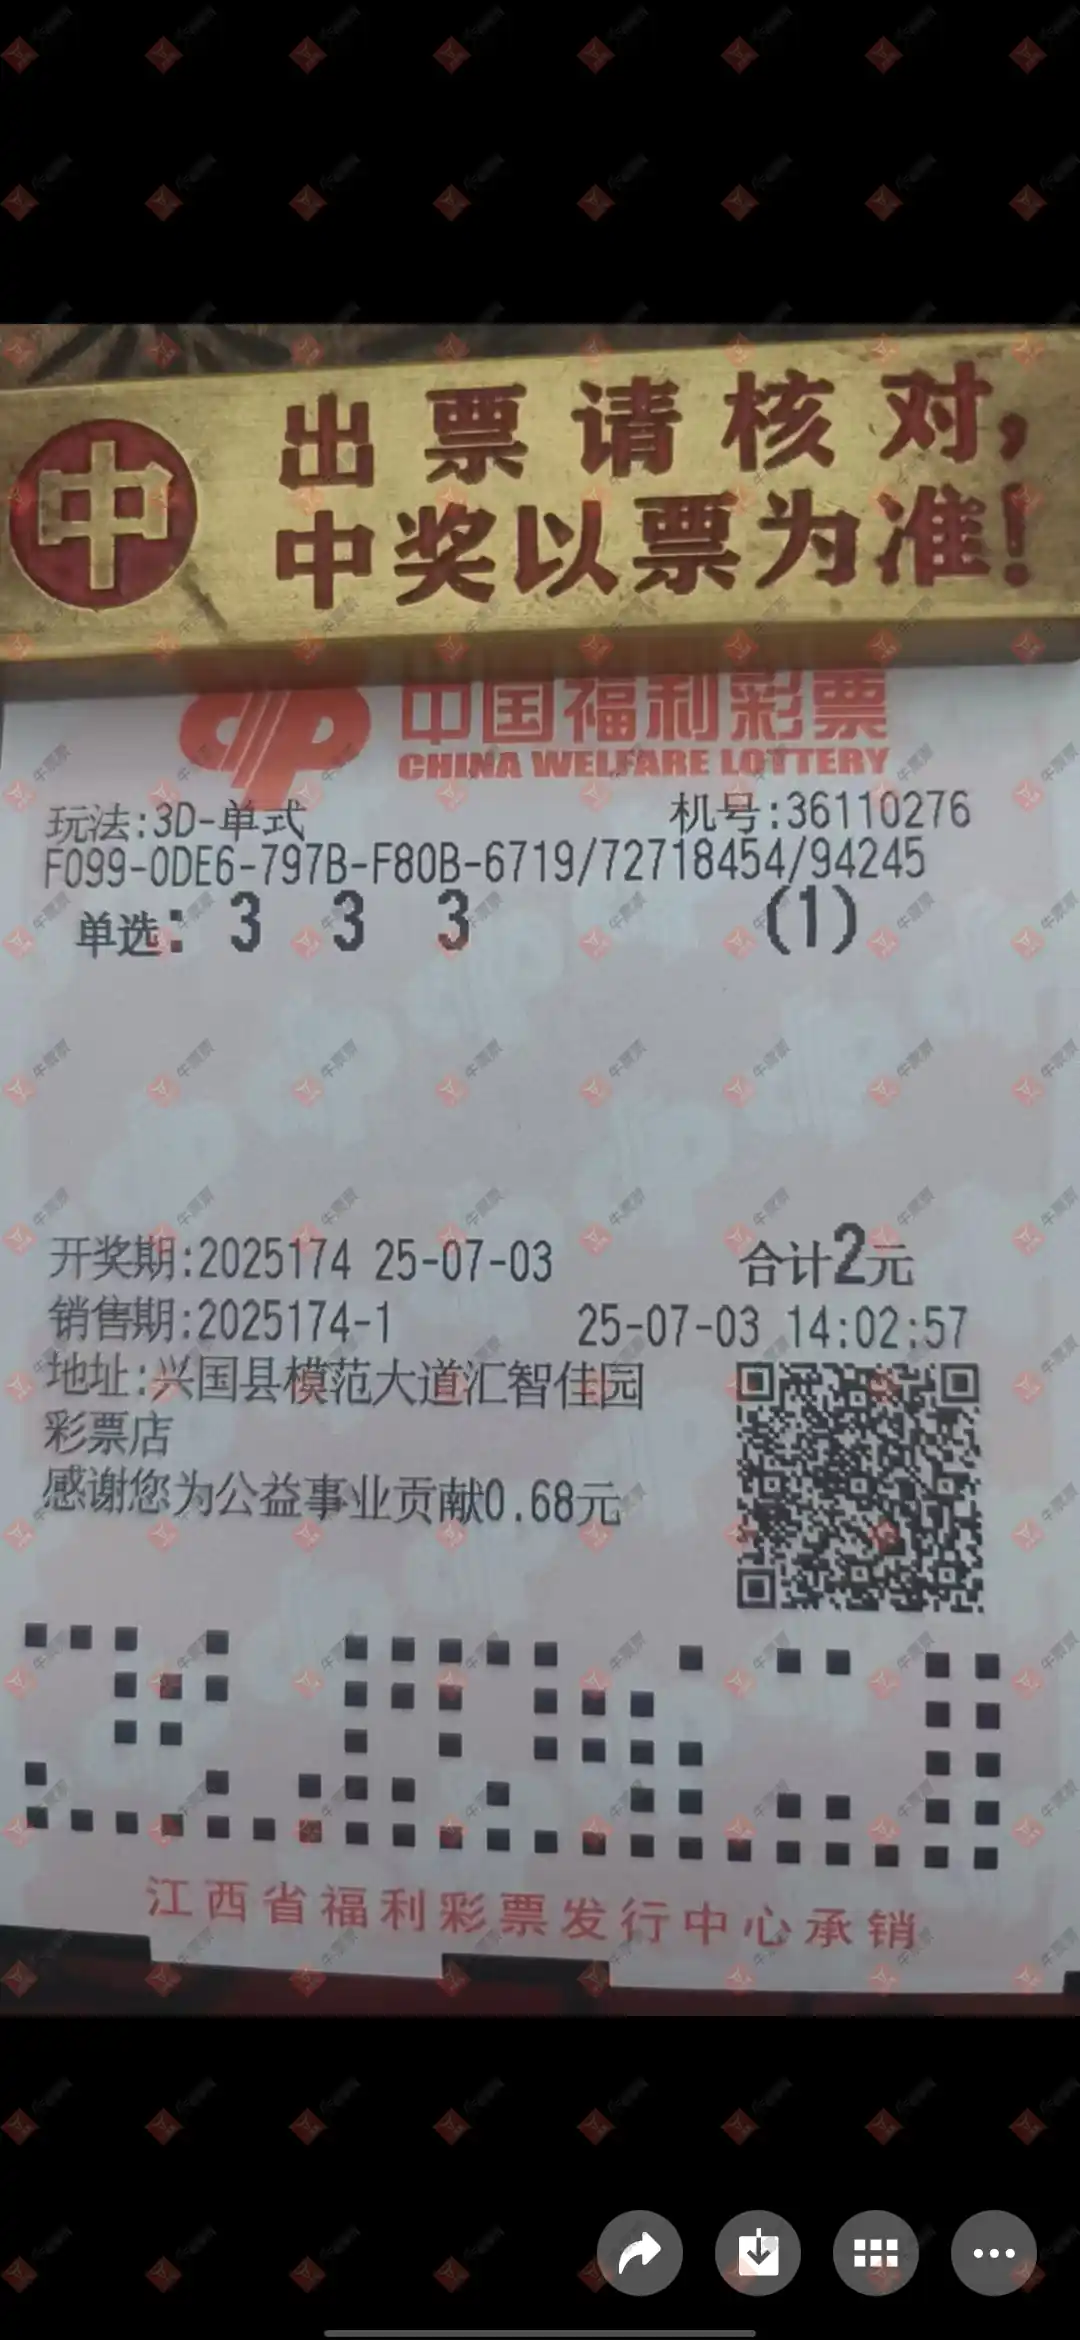 出票请核对,
中
中奖以票为准!
中国福利彩票
CHINA WELFARE LOTTERY
玩法:3D-单式 机号:36110276
F099-0DE6-797B-F80B-6719/72718454/94245
单选: 3 3 3 (1)
开奖期:2025174 25-07-03 合计2元
销售期:2025174-1 25-07-03 14:02:57
地址:兴国县模范大道汇智佳园
彩票店
感谢您为公益事业贡献0.68元
江西省福利彩票发行中心承销
牛票票